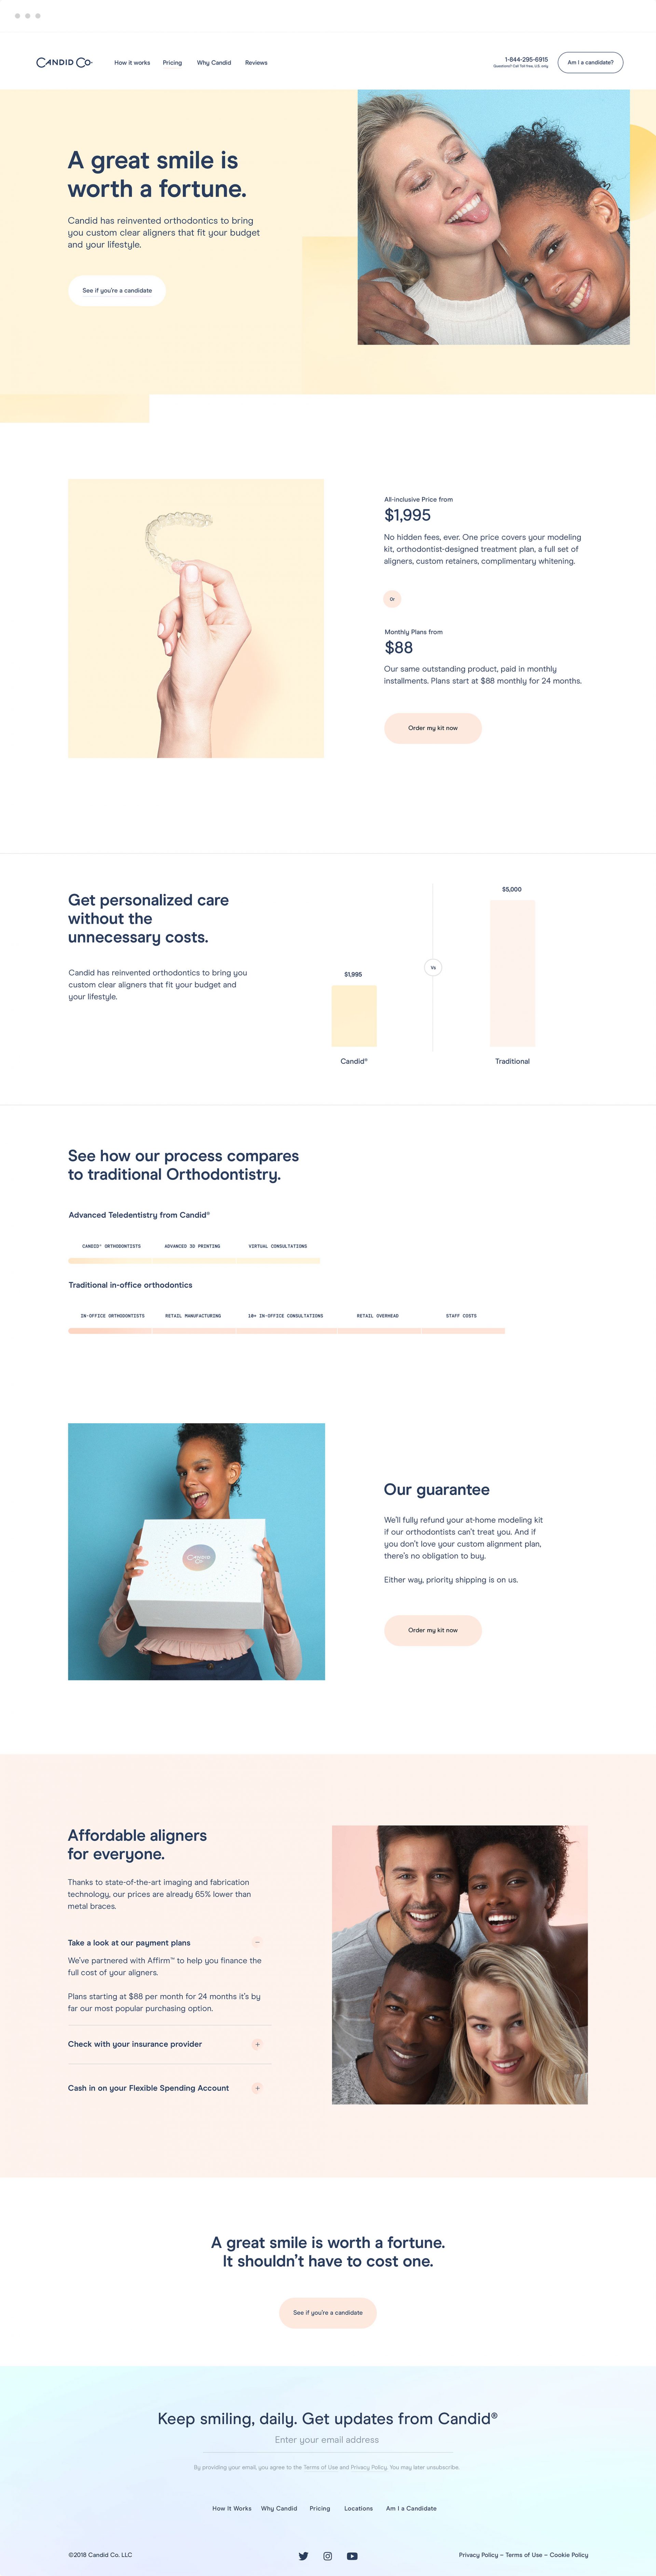 CANDID CO
How it works
Pricing
Why Candid
Reviews
1-844-295-6915
Questions? Call Toll free, U.S. only
Am I a candidate?
A great smile is
worth a fortune.
Candid has reinvented orthodontics to bring
you custom clear aligners that fit your budget
and your lifestyle.
See if you're a candidate
All-inclusive Price from
$1,995
No hidden fees, ever. One price covers your modeling
kit, orthodontist-designed treatment plan, a full set of
aligners, custom retainers, complimentary whitening.
Or
Monthly Plans from
$88
Our same outstanding product, paid in monthly
installments. Plans start at $88 monthly for 24 months.
Order my kit now
Get personalized care
without the
unnecessary costs.
Candid has reinvented orthodontics to bring you
custom clear aligners that fit your budget and
your lifestyle.
$1,995
Candid®
Vs
$5,000
Traditional
See how our process compares
to traditional Orthodontistry.
Advanced Teledentistry from Candid®
CANDID® ORTHODONTISTS
ADVANCED 3D PRINTING
VIRTUAL CONSULTATIONS
Traditional in-office orthodontics
IN-OFFICE ORTHODONTISTS
RETAIL MANUFACTURING
10+ IN-OFFICE CONSULTATIONS
RETAIL OVERHEAD
STAFF COSTS
Candid
Co
Our guarantee
We'll fully refund your at-home modeling kit
if our orthodontists can't treat you. And if
you don't love your custom alignment plan,
there's no obligation to buy.
Either way, priority shipping is on us.
Order my kit now
Affordable aligners
for everyone.
Thanks to state-of-the-art imaging and fabrication
technology, our prices are already 65% lower than
metal braces.
Take a look at our payment plans −
We've partnered with Affirm™ to help you finance the
full cost of your aligners.
Plans starting at $88 per month for 24 months it's by
far our most popular purchasing option.
Check with your insurance provider +
Cash in on your Flexible Spending Account +
A great smile is worth a fortune.
It shouldn't have to cost one.
See if you're a candidate
Keep smiling, daily. Get updates from Candid®
Enter your email address
By providing your email, you agree to the Terms of Use and Privacy Policy. You may later unsubscribe.
How It Works
Why Candid
Pricing
Locations
Am I a Candidate
©2018 Candid Co. LLC
Privacy Policy – Terms of Use – Cookie Policy